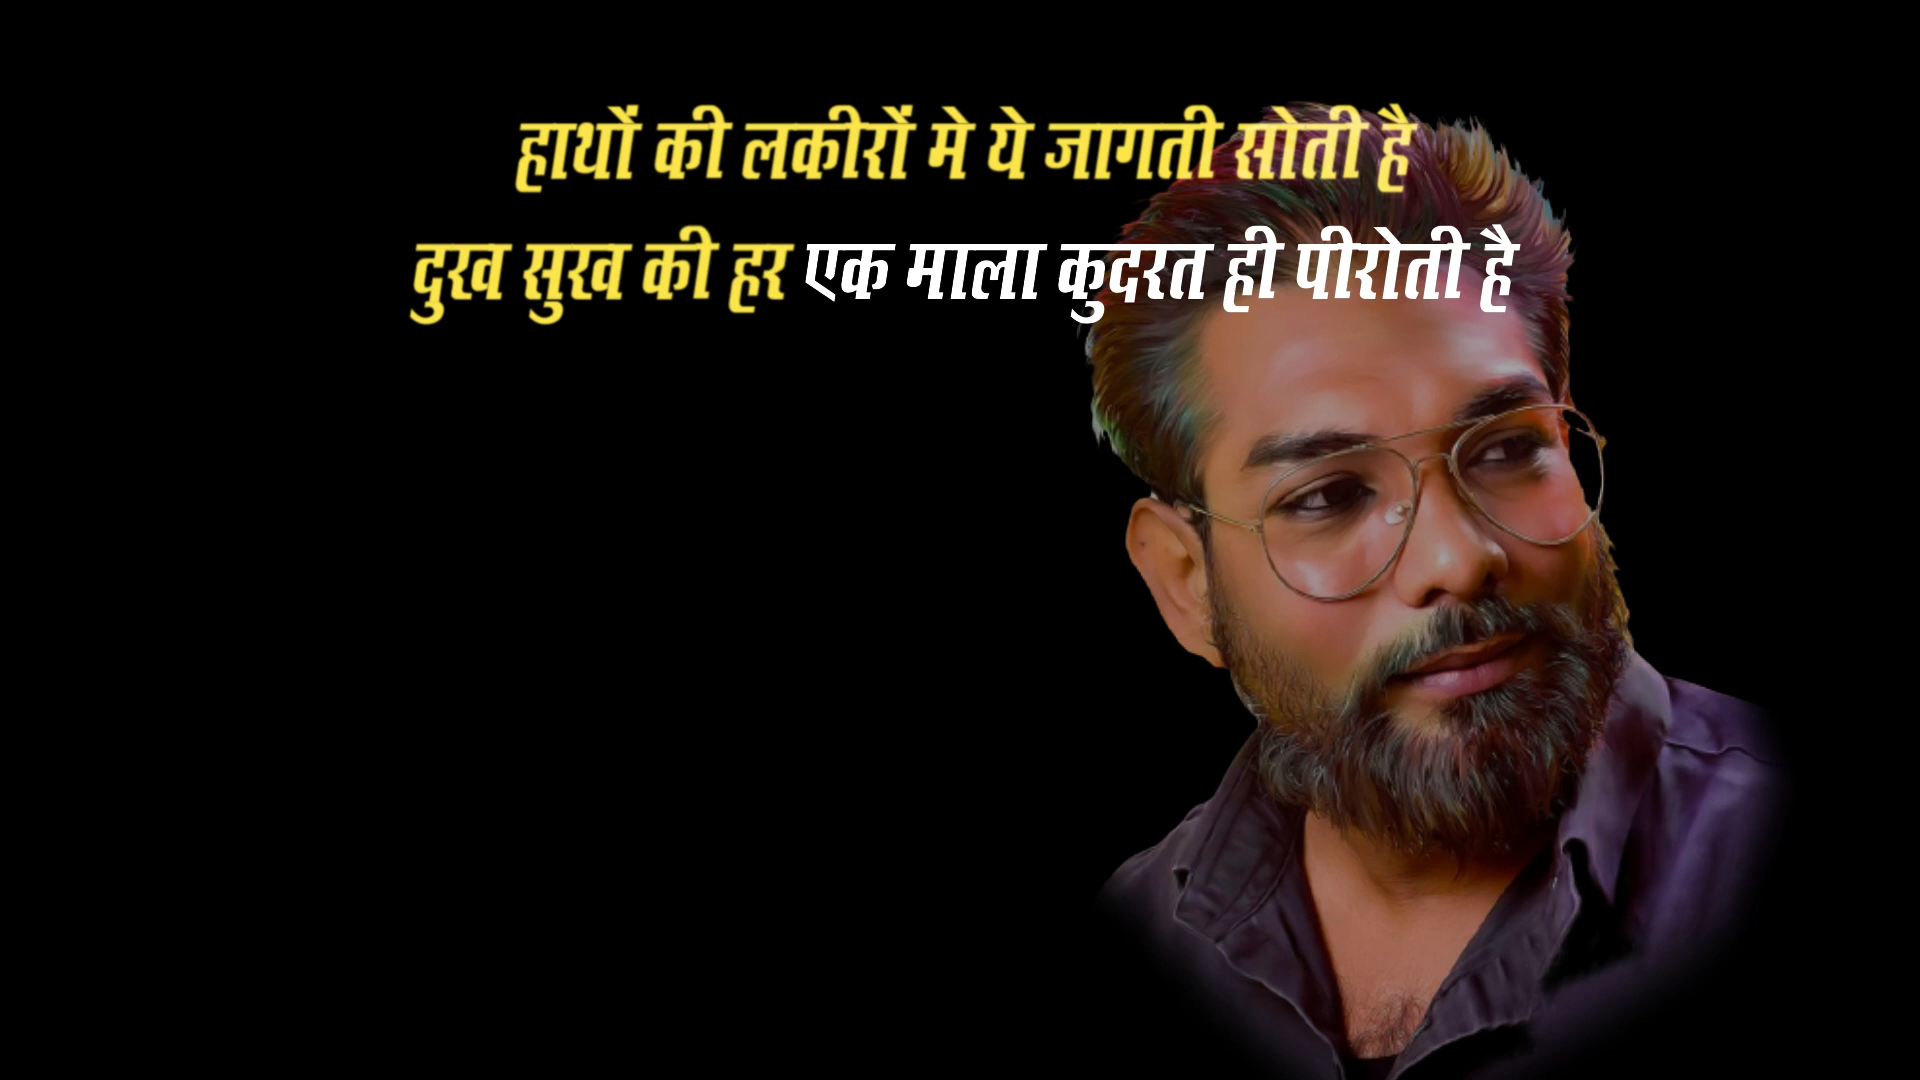 हाथों की लकीरों मे ये जागती सोती है
दुख सुख की हर एक माला कुदरत ही पीरोती है